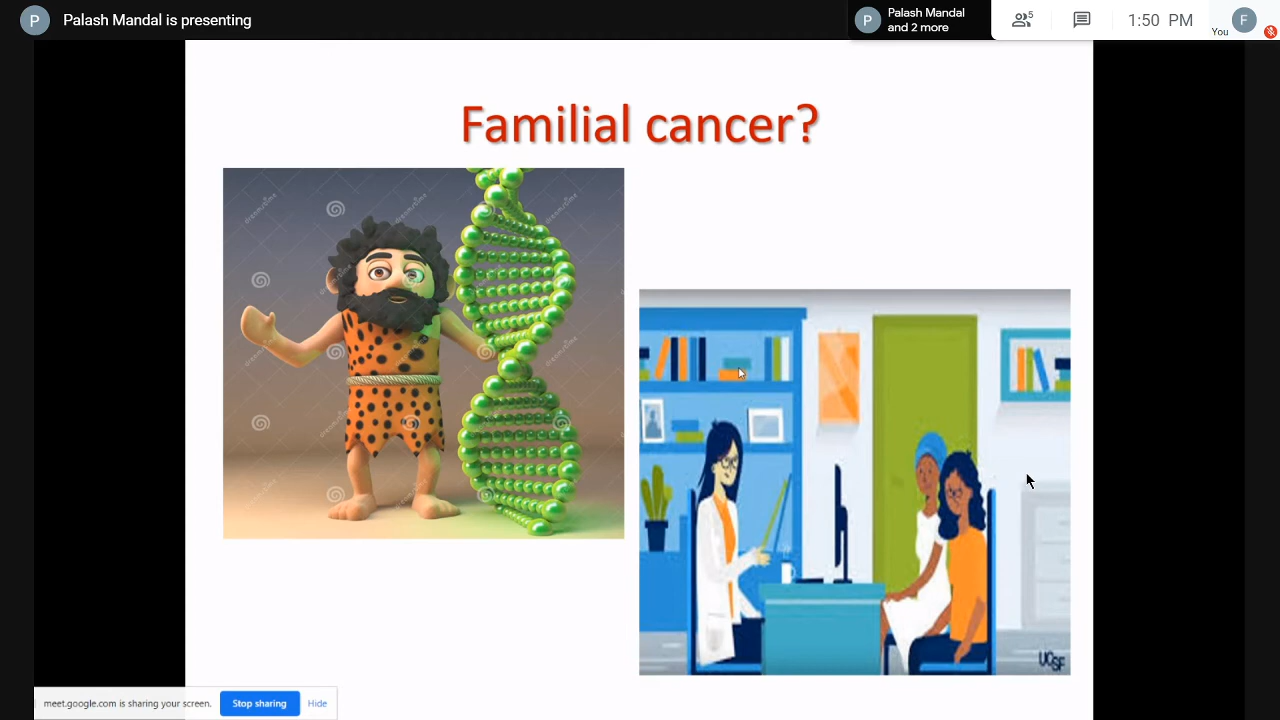 P Palash Mandal is presenting
P Palash Mandal
and 2 more
5
1:50 PM
You F
Familial cancer?
dreamstime
UCSF
meet.google.com is sharing your screen. Stop sharing Hide